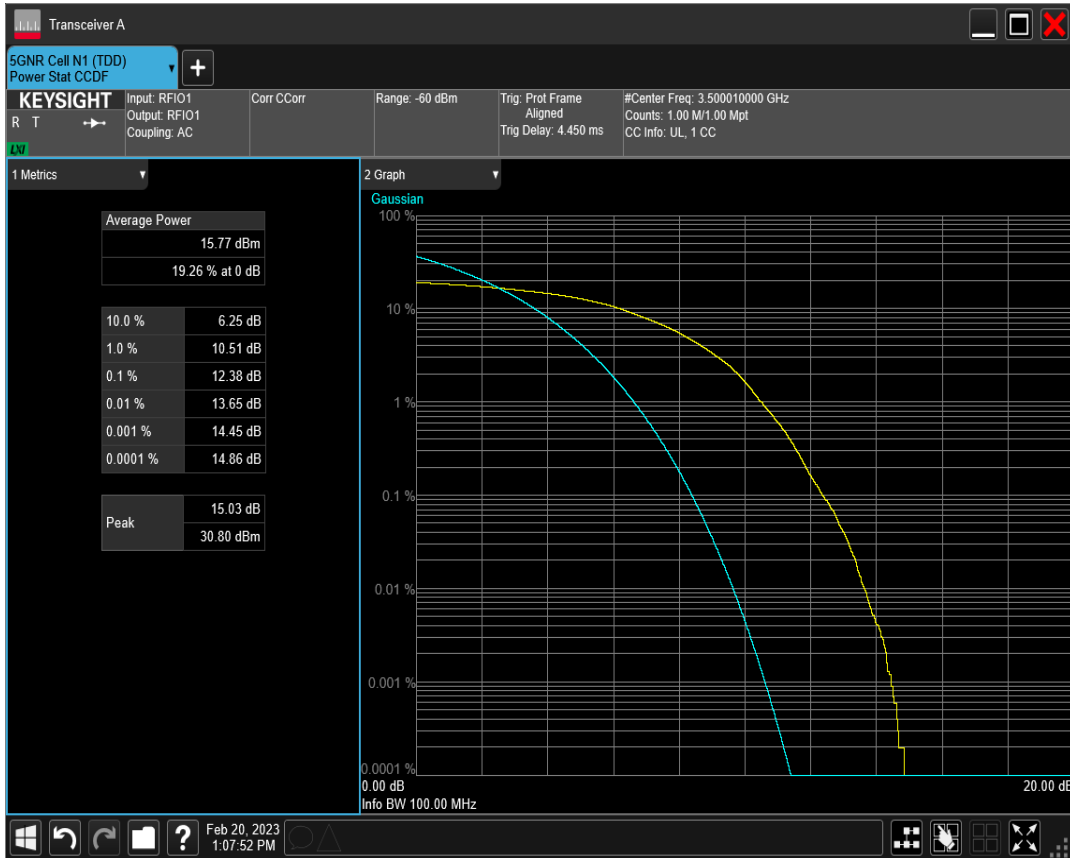 Transceiver A
5GNR Cell N1 (TDD)
Power Stat CCDF
+
KEYSIGHT
R T
LXI
Input: RFIO1
Output: RFIO1
Coupling: AC
Corr CCorr
Range: -60 dBm
Trig: Prot Frame
Aligned
Trig Delay: 4.450 ms
#Center Freq: 3.500010000 GHz
Counts: 1.00 M/1.00 Mpt
CC Info: UL, 1 CC
1 Metrics
Average Power
15.77 dBm
19.26 % at 0 dB
10.0 % 6.25 dB
1.0 % 10.51 dB
0.1 % 12.38 dB
0.01 % 13.65 dB
0.001 % 14.45 dB
0.0001 % 14.86 dB
Peak
15.03 dB
30.80 dBm
2 Graph
Gaussian
100 %
10 %
1 %
0.1 %
0.01 %
0.001 %
0.0001 %
0.00 dB
20.00 dB
Info BW 100.00 MHz
?
Feb 20, 2023
1:07:52 PM